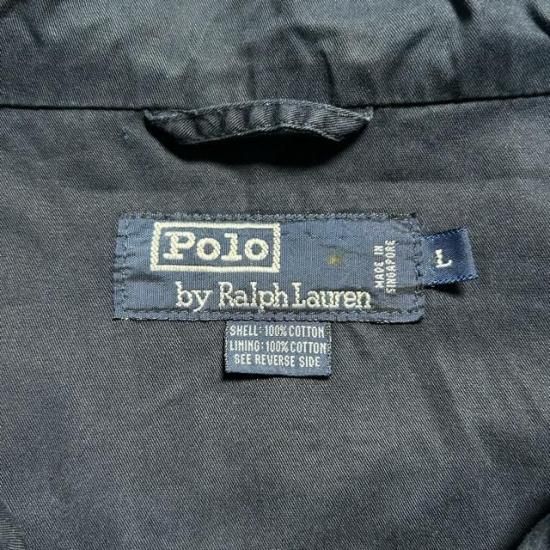 Polo
by Ralph Lauren
MADE IN
SINGAPORE
L
SHELL: 100% COTTON
LINING: 100% COTTON
SEE REVERSE SIDE